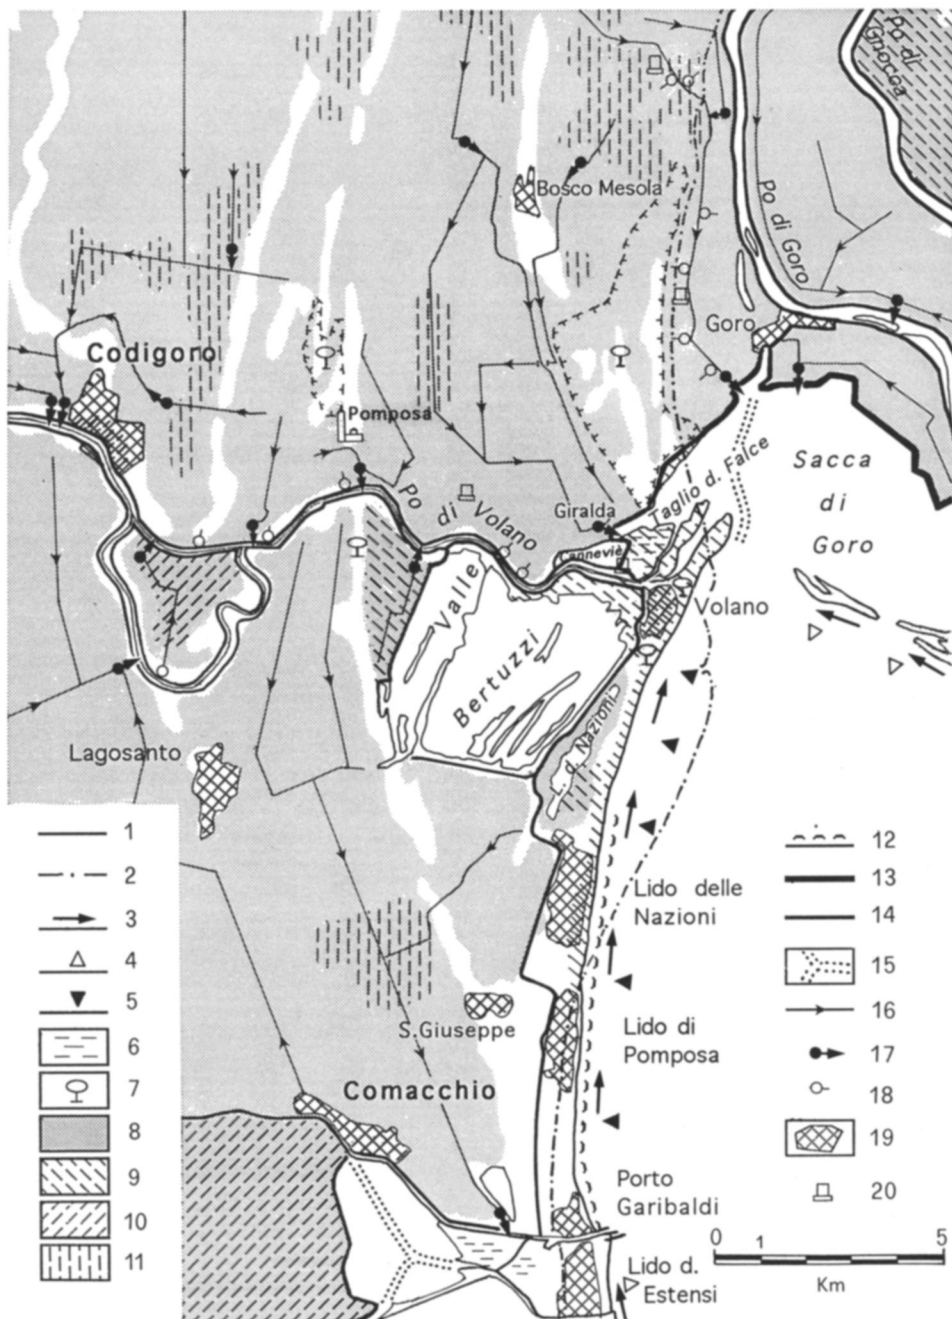 Po di
Gnocca
Bosco Mesola
Po di Goro
Goro
Codigoro
Pomposa
Po di Volano
Giralda
Taglio d. Falce
Sacca
di
Goro
Canneviè
Volano
Valle
Bertuzzi
d. Nazioni
Lagosanto
Lido delle
Nazioni
S.Giuseppe
Lido di
Pomposa
Comacchio
Porto
Garibaldi
Lido d.
Estensi
1
2
3
4
5
6
7
8
9
10
11
12
13
14
15
16
17
18
19
20
0 1 5
Km